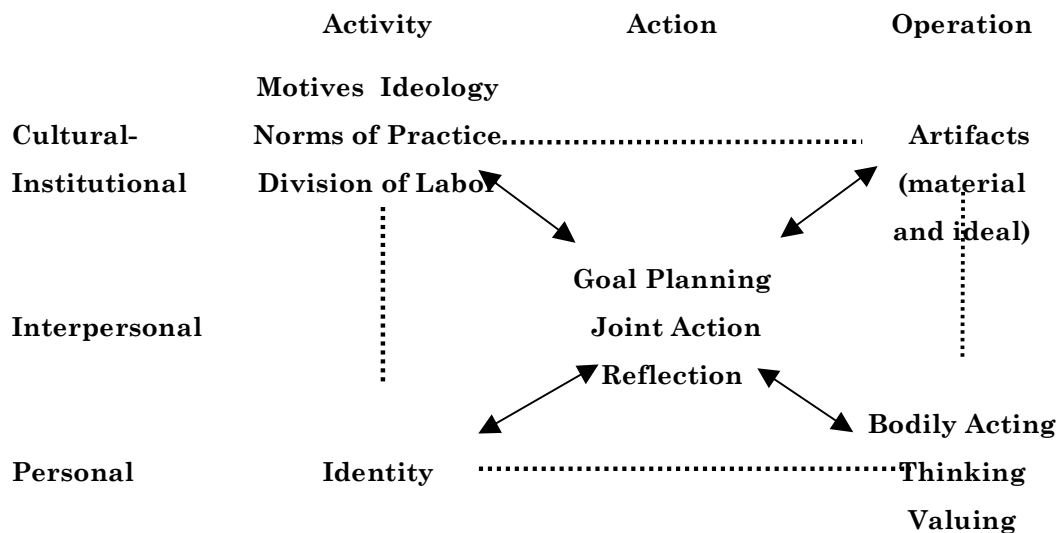 Activity Action Operation
Motives Ideology
Cultural- Norms of Practice Artifacts
Institutional Division of Labor (material
and ideal)
Goal Planning
Interpersonal Joint Action
Reflection
Bodily Acting
Personal Identity Thinking
Valuing